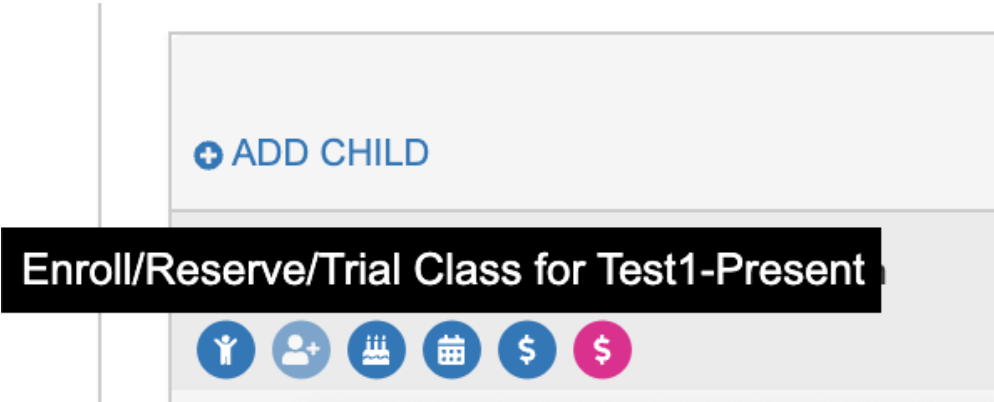 ADD CHILD
Enroll/Reserve/Trial Class for Test1-Present
$ $